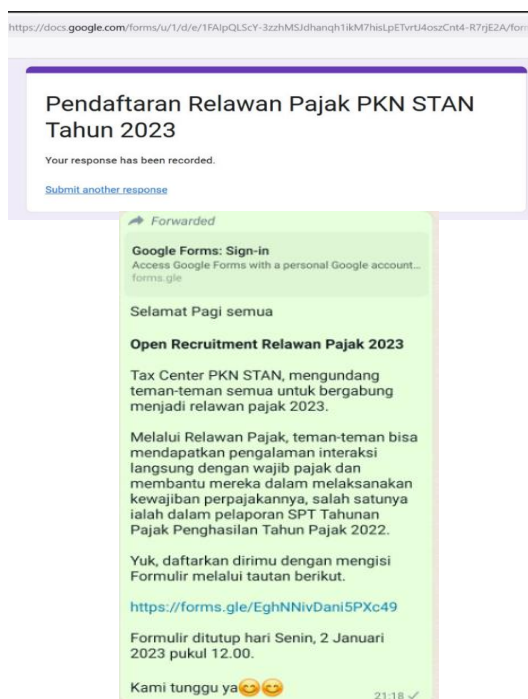 https://docs.google.com/forms/u/1/d/e/1FAIpQLScY-3zzhMSJdhanqh1ikM7hisLpETvrtJ4oszCnt4-R7rjE2A/for
Pendaftaran Relawan Pajak PKN STAN
Tahun 2023
Your response has been recorded.
Submit another response
Forwarded
Google Forms: Sign-in
Access Google Forms with a personal Google account...
forms.gle
Selamat Pagi semua
Open Recruitment Relawan Pajak 2023
Tax Center PKN STAN, mengundang
teman-teman semua untuk bergabung
menjadi relawan pajak 2023.
Melalui Relawan Pajak, teman-teman bisa
mendapatkan pengalaman interaksi
langsung dengan wajib pajak dan
membantu mereka dalam melaksanakan
kewajiban perpajakannya, salah satunya
ialah dalam pelaporan SPT Tahunan
Pajak Penghasilan Tahun Pajak 2022.
Yuk, daftarkan dirimu dengan mengisi
Formulir melalui tautan berikut.
https://forms.gle/EghNNivDani5PXc49
Formulir ditutup hari Senin, 2 Januari
2023 pukul 12.00.
Kami tunggu ya😊😊
21:18